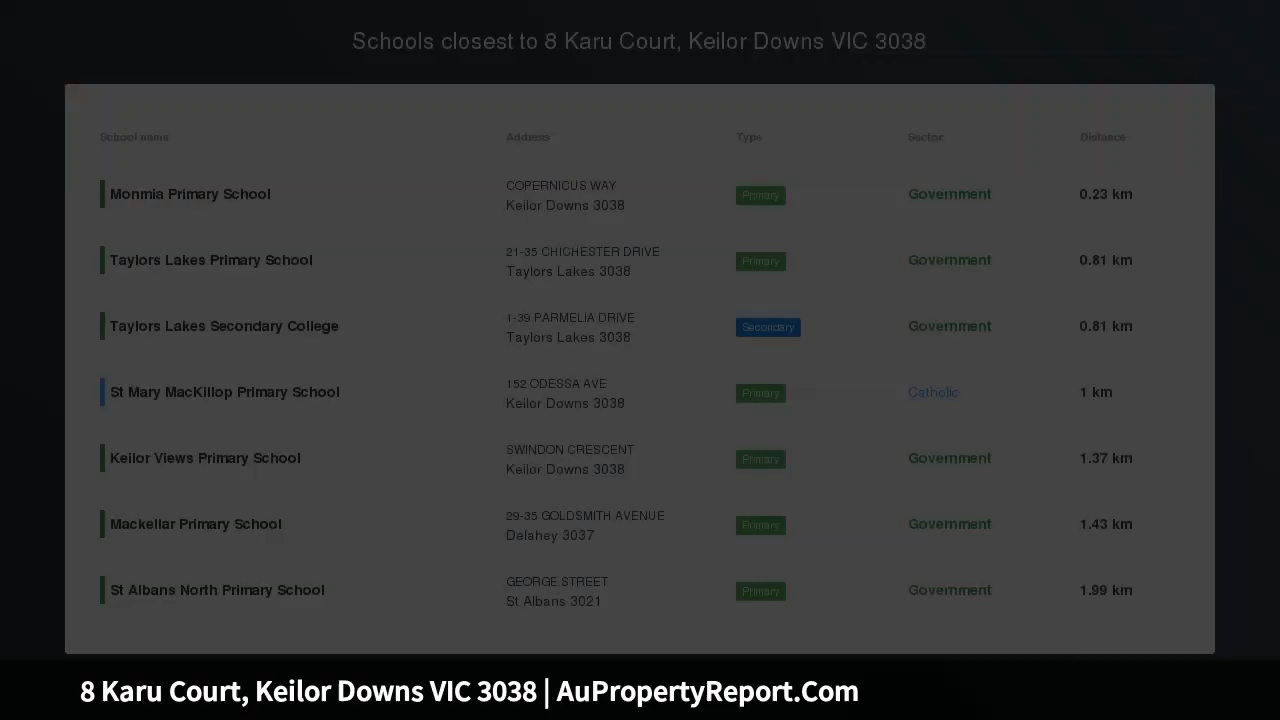 Schools closest to 8 Karu Court, Keilor Downs VIC 3038
School name Address Type Sector Distance
Monmia Primary School COPERNICUS WAY Keilor Downs 3038 Primary Government 0.23 km
Taylors Lakes Primary School 21-35 CHICHESTER DRIVE Taylors Lakes 3038 Primary Government 0.81 km
Taylors Lakes Secondary College 1-39 PARMELIA DRIVE Taylors Lakes 3038 Secondary Government 0.81 km
St Mary MacKillop Primary School 152 ODESSA AVE Keilor Downs 3038 Primary Catholic 1 km
Keilor Views Primary School SWINDON CRESCENT Keilor Downs 3038 Primary Government 1.37 km
Mackellar Primary School 29-35 GOLDSMITH AVENUE Delahey 3037 Primary Government 1.43 km
St Albans North Primary School GEORGE STREET St Albans 3021 Primary Government 1.99 km
8 Karu Court, Keilor Downs VIC 3038 | AuPropertyReport.Com